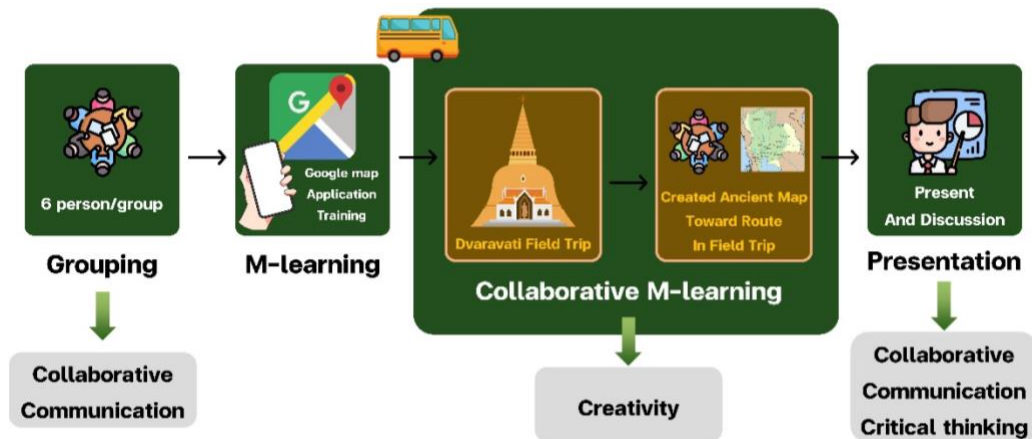 6 person/group
Grouping
Collaborative
Communication
G
Google map
Application
Training
M-learning
Dvaravati Field Trip
Created Ancient Map
Toward Route
In Field Trip
Collaborative M-learning
Creativity
Present
And Discussion
Presentation
Collaborative
Communication
Critical thinking